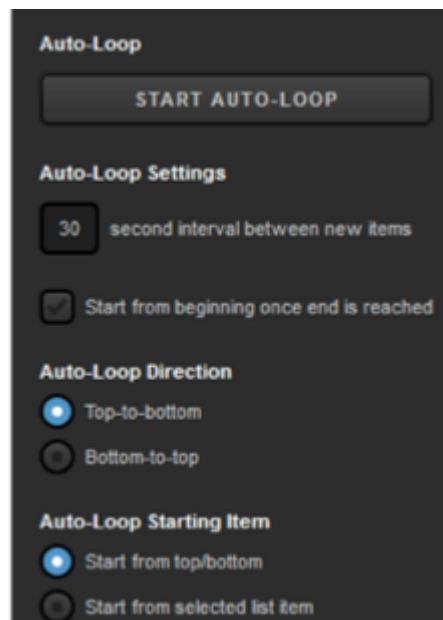 Auto-Loop
START AUTO-LOOP
Auto-Loop Settings
30 second interval between new items
Start from beginning once end is reached
Auto-Loop Direction
Top-to-bottom
Bottom-to-top
Auto-Loop Starting Item
Start from top/bottom
Start from selected list item